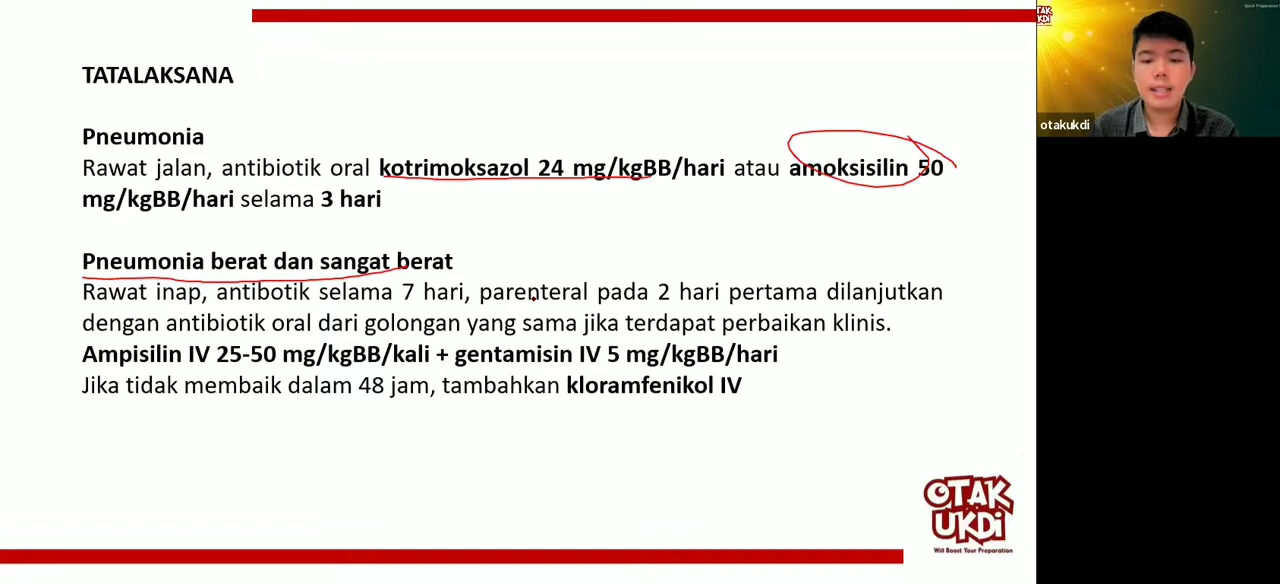 TATALAKSANA
Pneumonia
Rawat jalan, antibiotik oral kotrimoksazol 24 mg/kgBB/hari atau amoksisilin 50
mg/kgBB/hari selama 3 hari
Pneumonia berat dan sangat berat
Rawat inap, antibotik selama 7 hari, parenteral pada 2 hari pertama dilanjutkan
dengan antibiotik oral dari golongan yang sama jika terdapat perbaikan klinis.
Ampisilin IV 25-50 mg/kgBB/kali + gentamisin IV 5 mg/kgBB/hari
Jika tidak membaik dalam 48 jam, tambahkan kloramfenikol IV
OTAK
UKDI
Will Boost Your Preparation
otakukdi